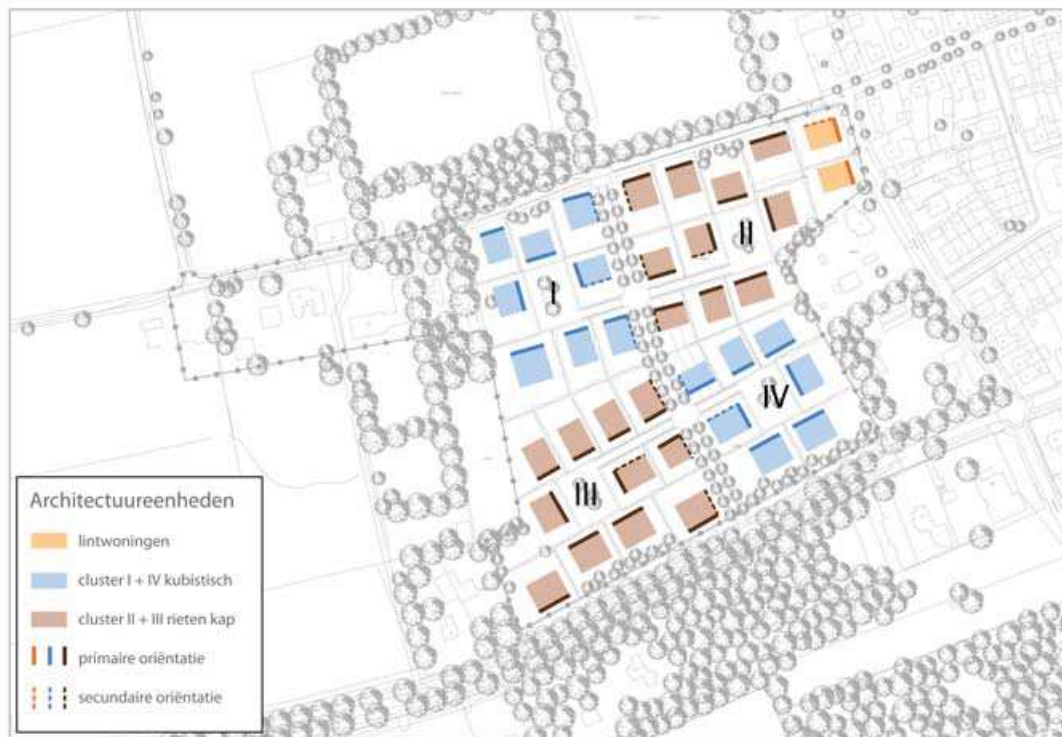 I
II
III
IV
Architectuureenheden
lintwoningen
cluster I + IV kubistisch
cluster II + III rieten kap
primaire oriëntatie
secundaire oriëntatie